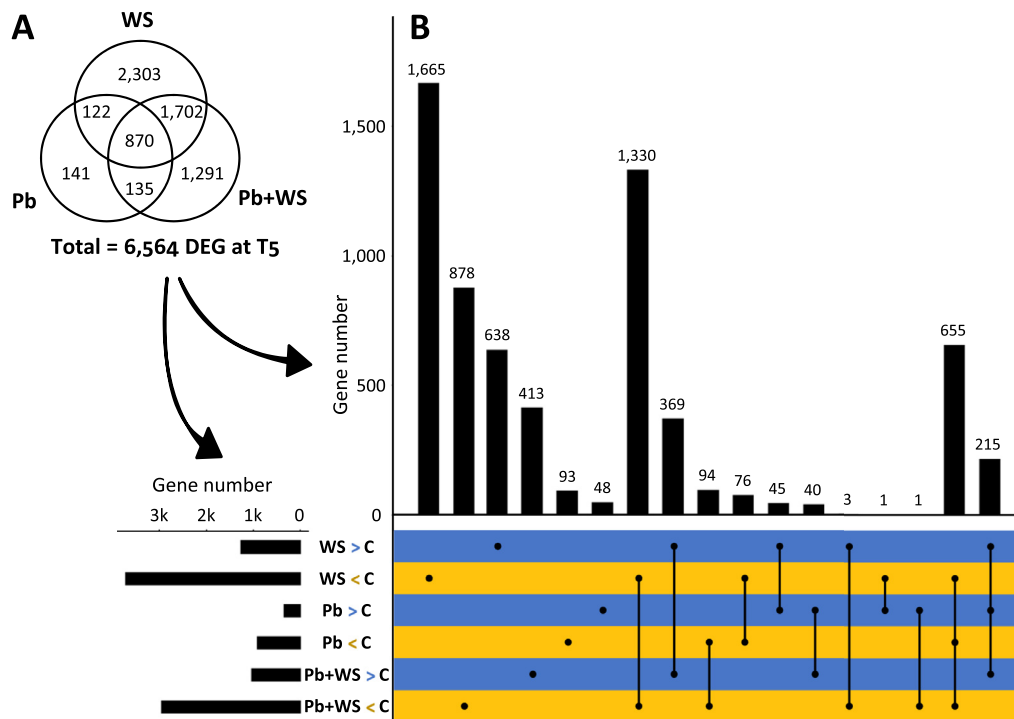 A
WS
2,303
122
1,702
870
141
135
1,291
Pb
Pb+WS
Total = 6,564 DEG at T5
B
Gene number
1,500
1,000
500
0
1,665
878
638
413
93
48
1,330
369
94
76
45
40
3
1
1
655
215
Gene number
3k 2k 1k 0
WS > C
WS < C
Pb > C
Pb < C
Pb+WS > C
Pb+WS < C